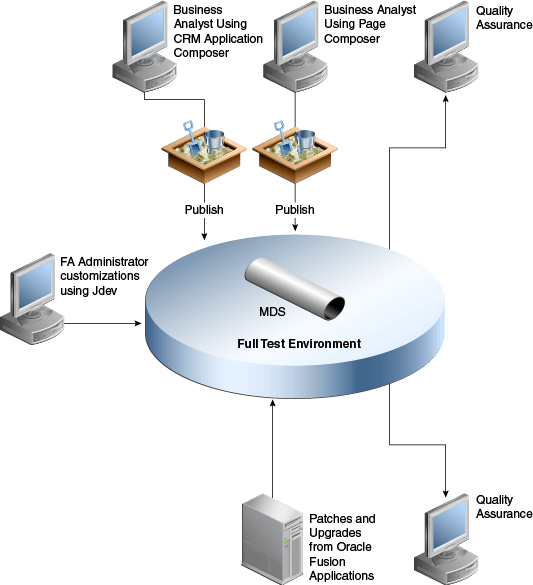 Business
Analyst Using
CRM Application
Composer
Business Analyst
Using Page
Composer
Quality
Assurance
Publish
Publish
FA Administrator
customizations
using Jdev
MDS
Full Test Environment
Patches and
Upgrades
from Oracle
Fusion
Applications
Quality
Assurance